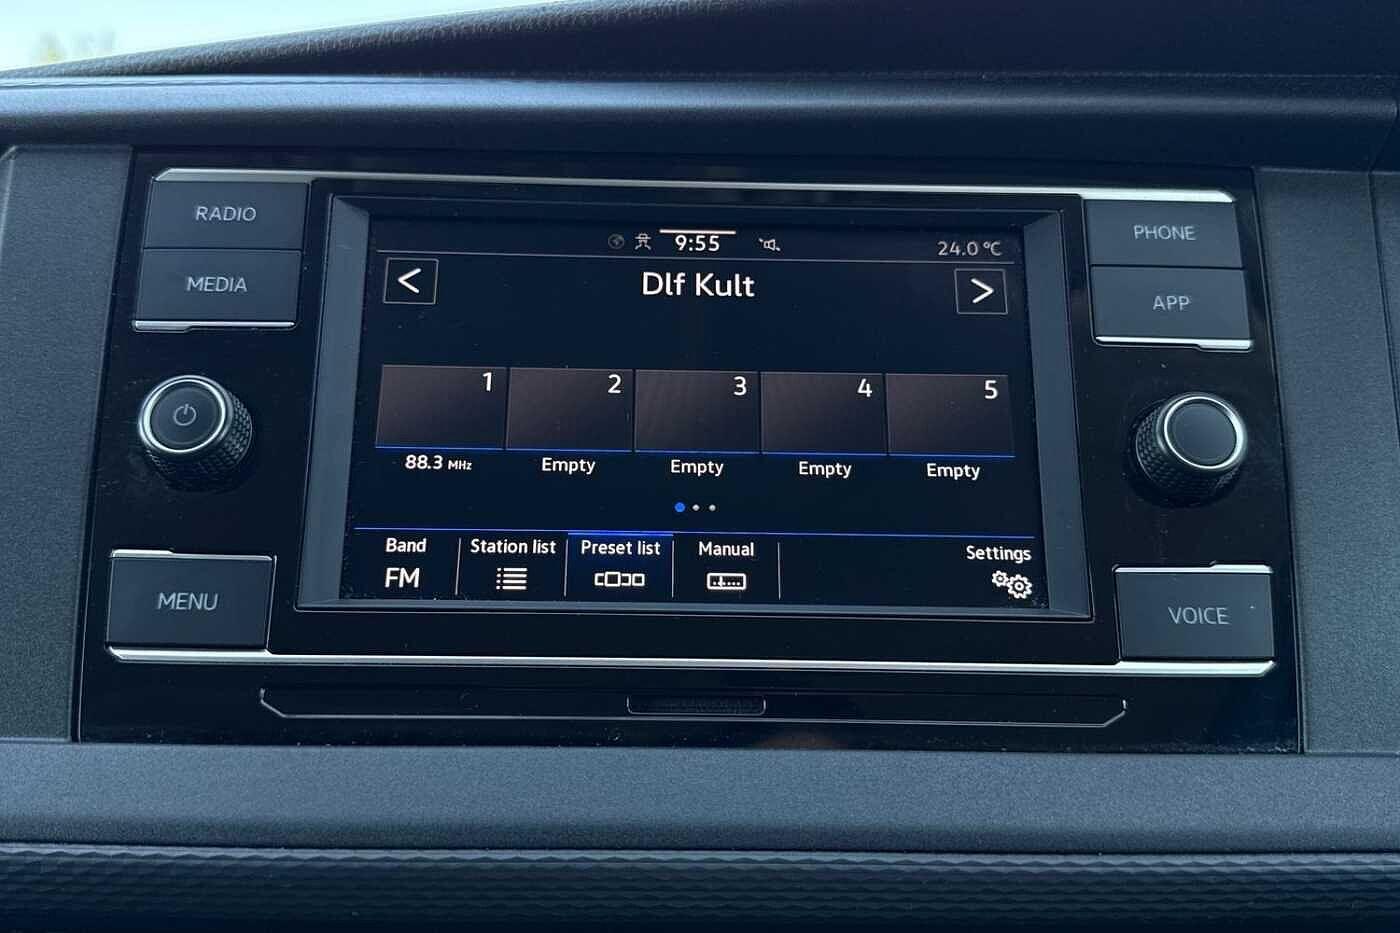 RADIO
MEDIA
MENU
9:55
24.0 °C
<
Dlf Kult
>
1
2
3
4
5
88.3 MHz
Empty
Empty
Empty
Empty
Band
FM
Station list
Preset list
Manual
Settings
PHONE
APP
VOICE